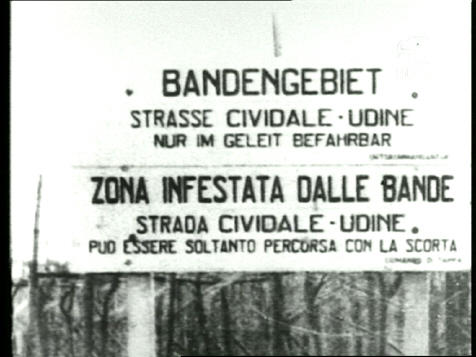 BANDENGEBIET
STRASSE CIVIDALE - UDINE
NUR IM GELEIT BEFAHRBAR
ZONA INFESTATA DALLE BANDE
STRADA CIVIDALE - UDINE.
PUO ESSERE SOLTANTO PERCORSA CON LA SCORTA